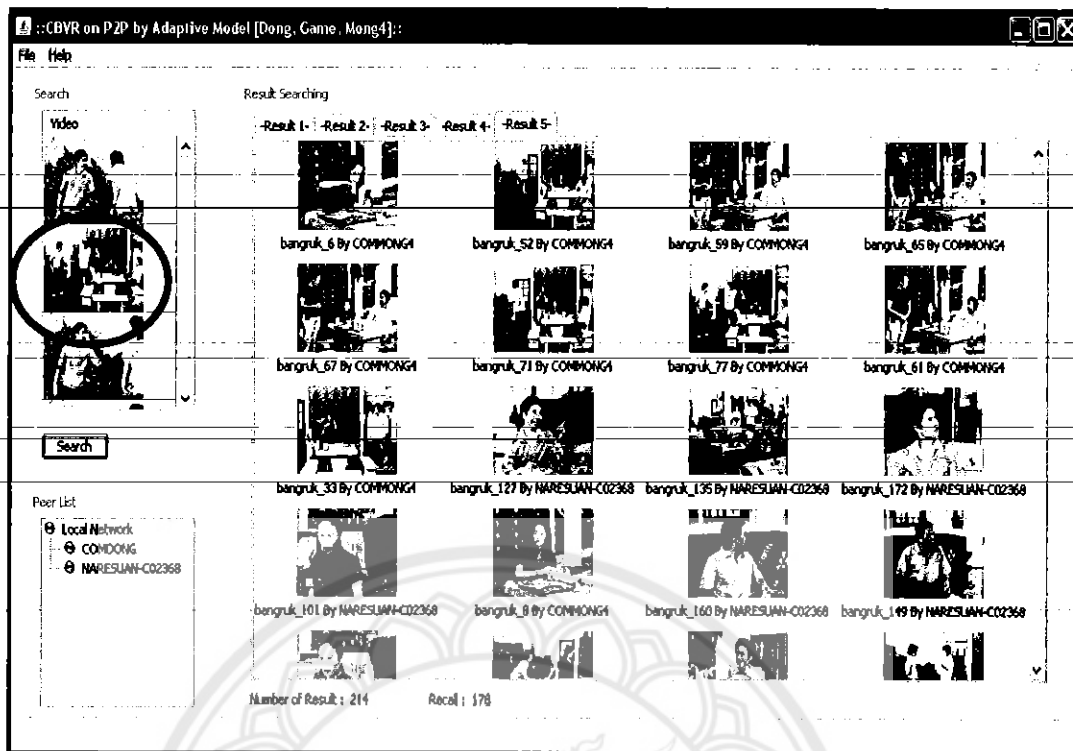 ::CBVR on P2P by Adaptive Model [Dong, Game, Mong4]::
File Help
Search
Result Searching
Video
-Result 1- -Result 2- -Result 3- -Result 4- -Result 5-
bangruk_6 By COMMONG4 bangruk_52 By COMMONG4 bangruk_59 By COMMONG4 bangruk_65 By COMMONG4
bangruk_67 By COMMONG4 bangruk_71 By COMMONG4 bangruk_77 By COMMONG4 bangruk_61 By COMMONG4
Search
bangruk_33 By COMMONG4 bangruk_127 By NARESUAN-C02368 bangruk_135 By NARESUAN-C02368 bangruk_172 By NARESUAN-C02368
Peer List
Local Network
COMDONG
NARESUAN-C02368
bangruk_101 By NARESUAN-C02368 bangruk_8 By COMMONG4 bangruk_160 By NARESUAN-C02368 bangruk_149 By NARESUAN-C02368
Number of Result : 214 Recall : 178